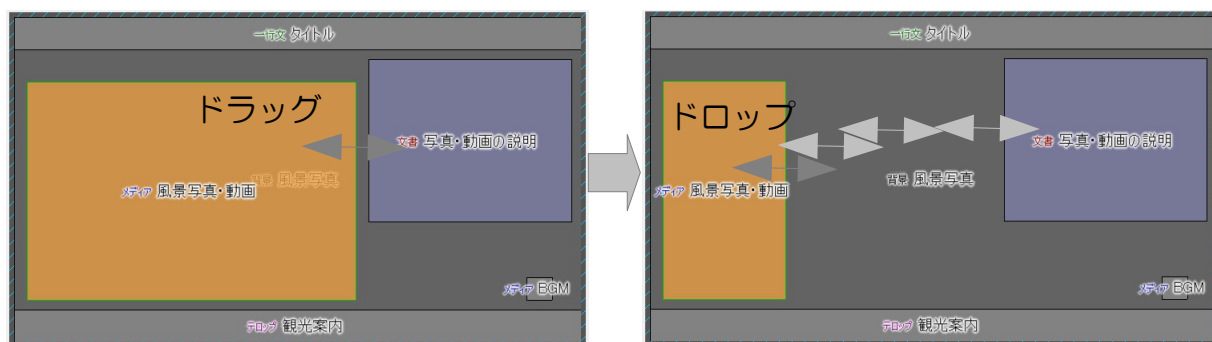 一行文 タイトル
ドラッグ
文書 写真・動画の説明
背景 風景写真
メディア 風景写真・動画
メディア BGM
テロップ 観光案内
一行文 タイトル
ドロップ
文書 写真・動画の説明
背景 風景写真
メディア 風景写真・動画
メディア BGM
テロップ 観光案内